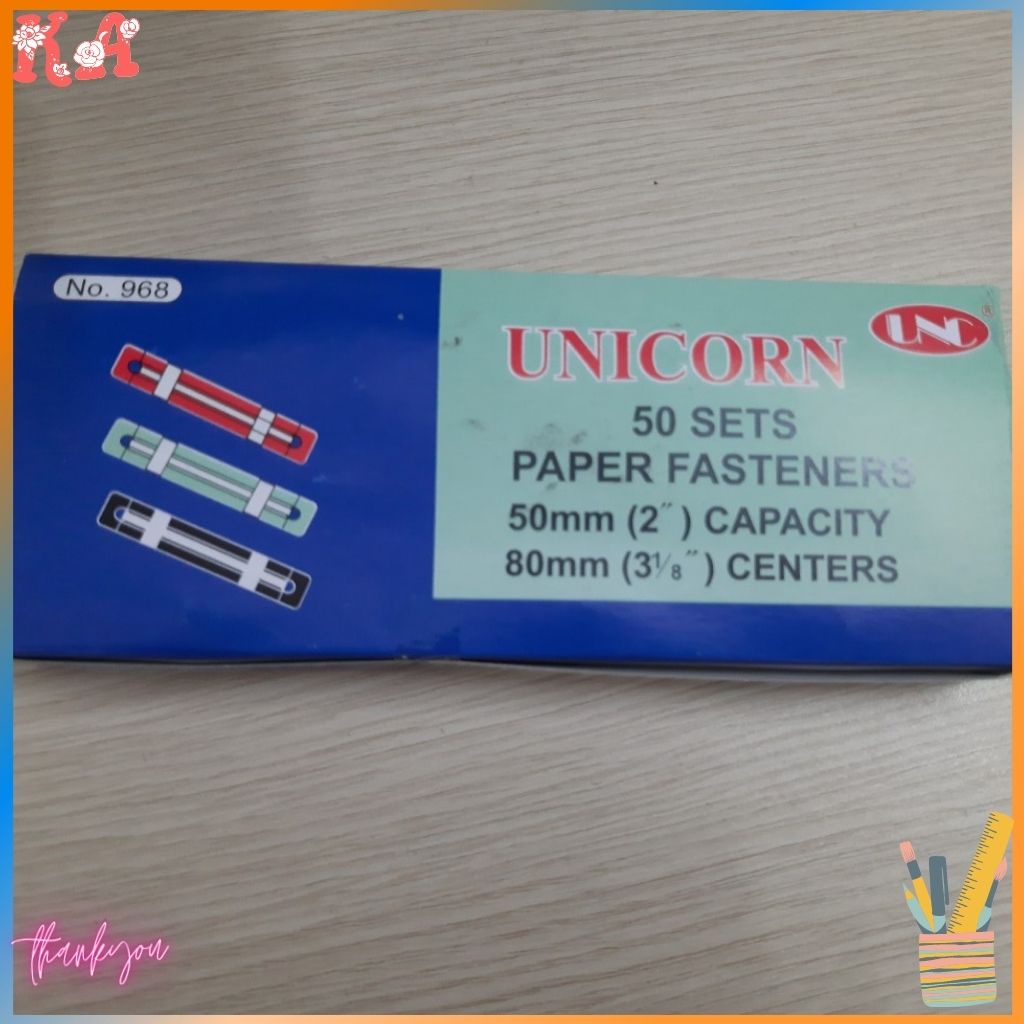 KA
No. 968
UNC
®
UNICORN
50 SETS
PAPER FASTENERS
50mm (2″) CAPACITY
80mm (3⅛″) CENTERS
thankyou